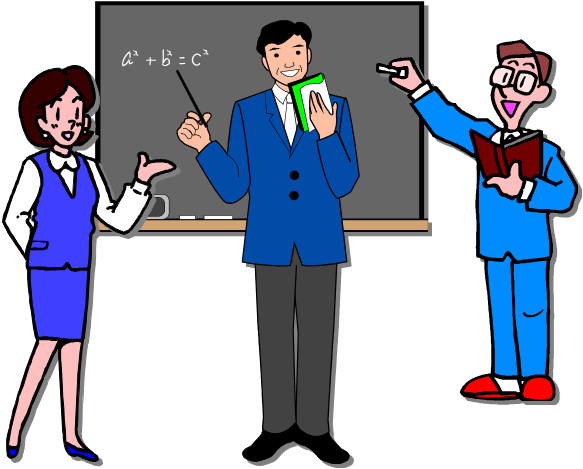 a² + b² = c²